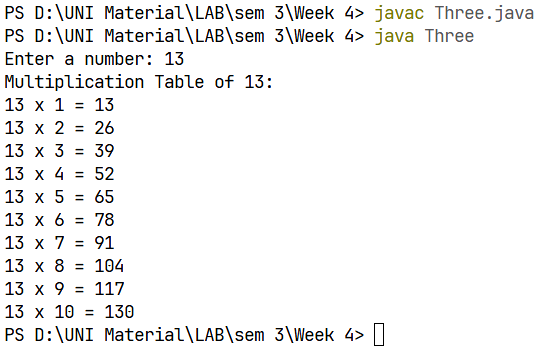 PS D:\UNI Material\LAB\sem 3\Week 4> javac Three.java
PS D:\UNI Material\LAB\sem 3\Week 4> java Three
Enter a number: 13
Multiplication Table of 13:
13 x 1 = 13
13 x 2 = 26
13 x 3 = 39
13 x 4 = 52
13 x 5 = 65
13 x 6 = 78
13 x 7 = 91
13 x 8 = 104
13 x 9 = 117
13 x 10 = 130
PS D:\UNI Material\LAB\sem 3\Week 4>